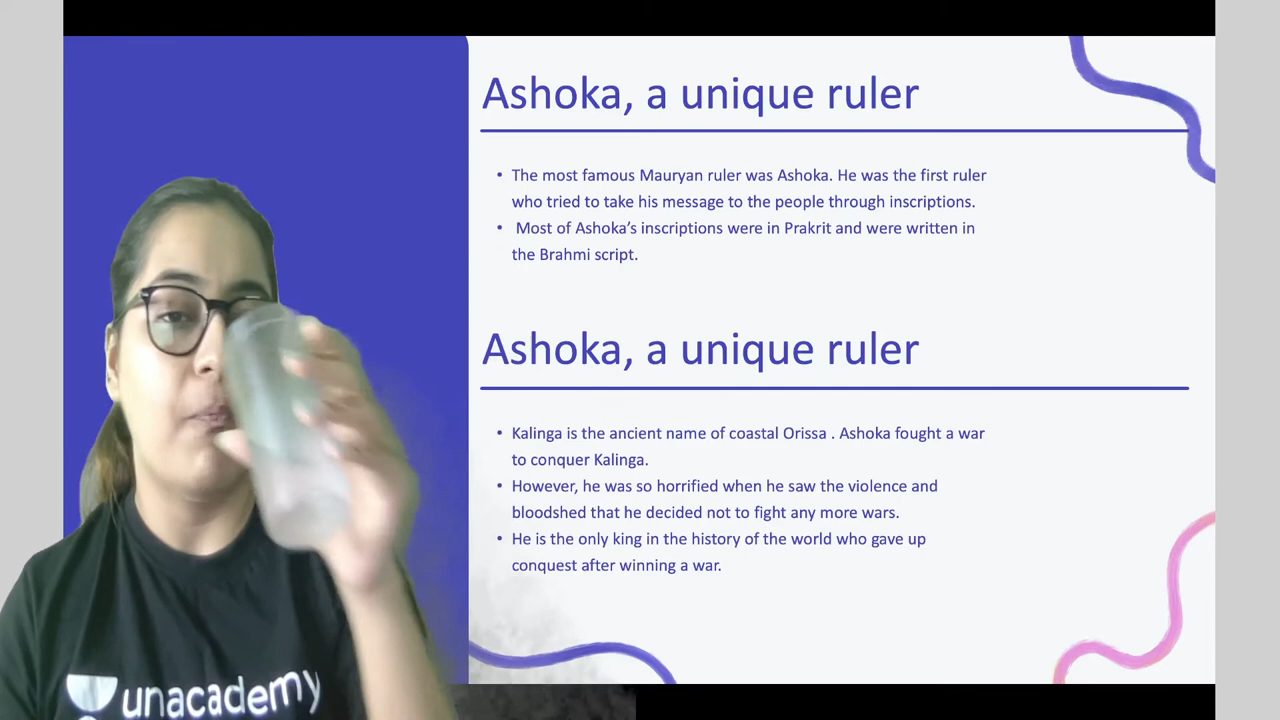 Ashoka, a unique ruler
• The most famous Mauryan ruler was Ashoka. He was the first ruler
who tried to take his message to the people through inscriptions.
• Most of Ashoka’s inscriptions were in Prakrit and were written in
the Brahmi script.
Ashoka, a unique ruler
• Kalinga is the ancient name of coastal Orissa . Ashoka fought a war
to conquer Kalinga.
• However, he was so horrified when he saw the violence and
bloodshed that he decided not to fight any more wars.
• He is the only king in the history of the world who gave up
conquest after winning a war.
unacademy